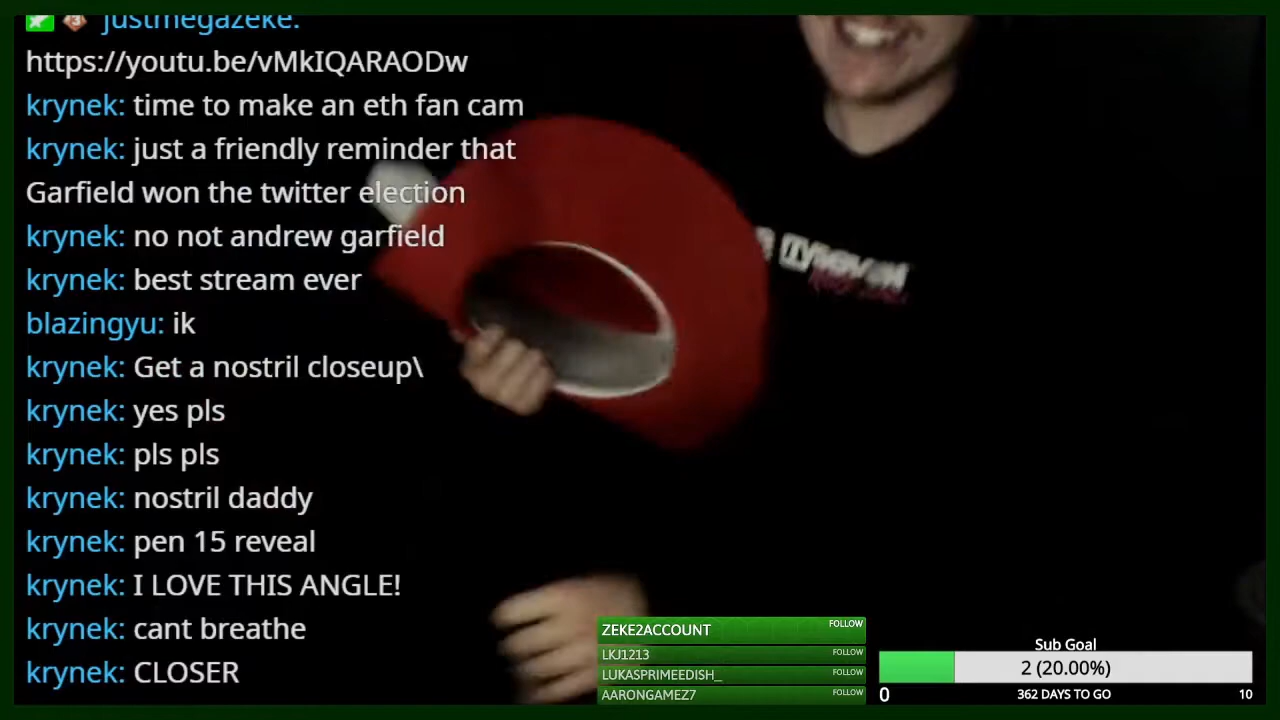 justmegazeke:
https://youtu.be/vMkIQARAODw
krynek: time to make an eth fan cam
krynek: just a friendly reminder that
Garfield won the twitter election
krynek: no not andrew garfield
krynek: best stream ever
blazingyu: ik
krynek: Get a nostril closeup\
krynek: yes pls
krynek: pls pls
krynek: nostril daddy
krynek: pen 15 reveal
krynek: I LOVE THIS ANGLE!
krynek: cant breathe
krynek: CLOSER
ZEKE2ACCOUNT FOLLOW
LKJ1213 FOLLOW
LUKASPRIMEEDISH_ FOLLOW
AARONGAMEZ7 FOLLOW
Sub Goal
2 (20.00%)
0 362 DAYS TO GO 10